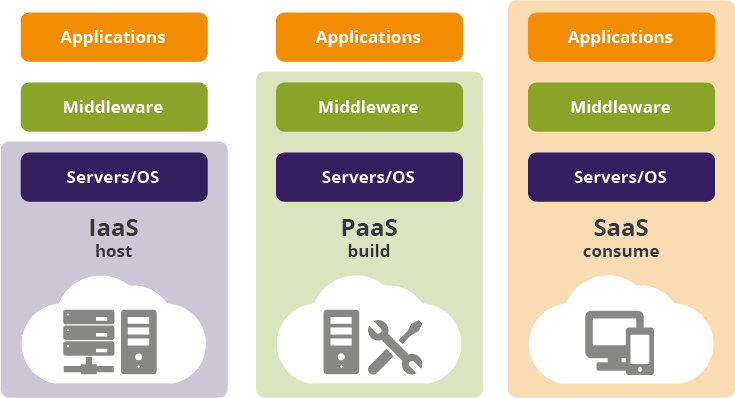 Applications
Middleware
Servers/OS
IaaS
host
Applications
Middleware
Servers/OS
PaaS
build
Applications
Middleware
Servers/OS
SaaS
consume